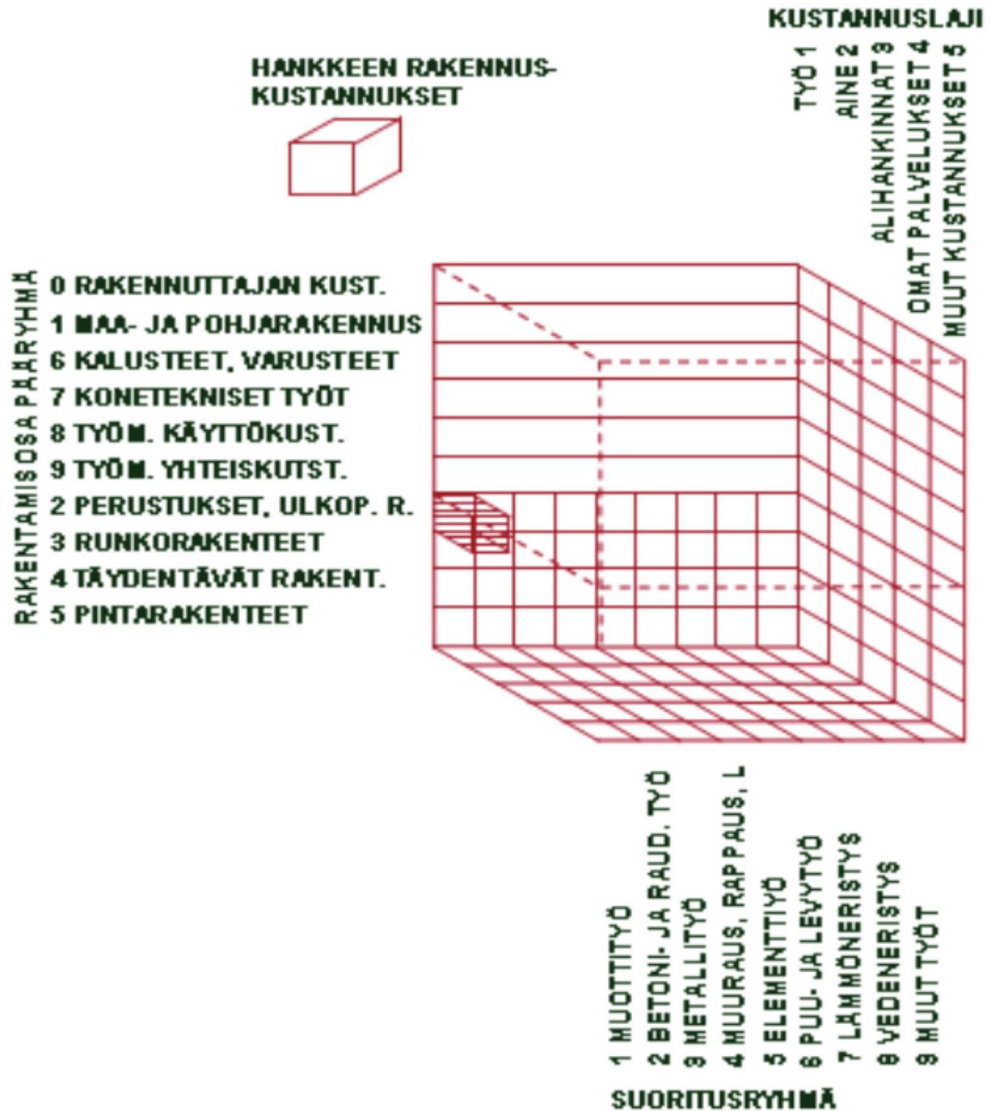 KUSTANNUSLAJI
TYÖ 1
AINE 2
ALIHANKINNAT 3
OMAT PALVELUKSET 4
MUUT KUSTANNUKSET 5
HANKKEEN RAKENNUS-
KUSTANNUKSET
RAKENTAMISOSA PÄÄRYHMÄ
0 RAKENNUTTAJAN KUST.
1 MAA- JA POHJARAKENNUS
6 KALUSTEET, VARUSTEET
7 KONETEKNISET TYÖT
8 TYÖM. KÄYTTÖKUST.
9 TYÖM. YHTEISKUTST.
2 PERUSTUKSET, ULKOP. R.
3 RUNKORAKENTEET
4 TÄYDENTÄVÄT RAKENT.
5 PINTARAKENTEET
1 MUOTTITYÖ
2 BETONI- JA RAUD. TYÖ
3 METALLITYÖ
4 MUURAUS, RAPPAUS, L
5 ELEMENTTIYÖ
6 PUU- JA LEVYTYÖ
7 LÄMMÖNERISTYS
8 VEDENERISTYS
9 MUUT TYÖT
SUORITUSRYHMÄ